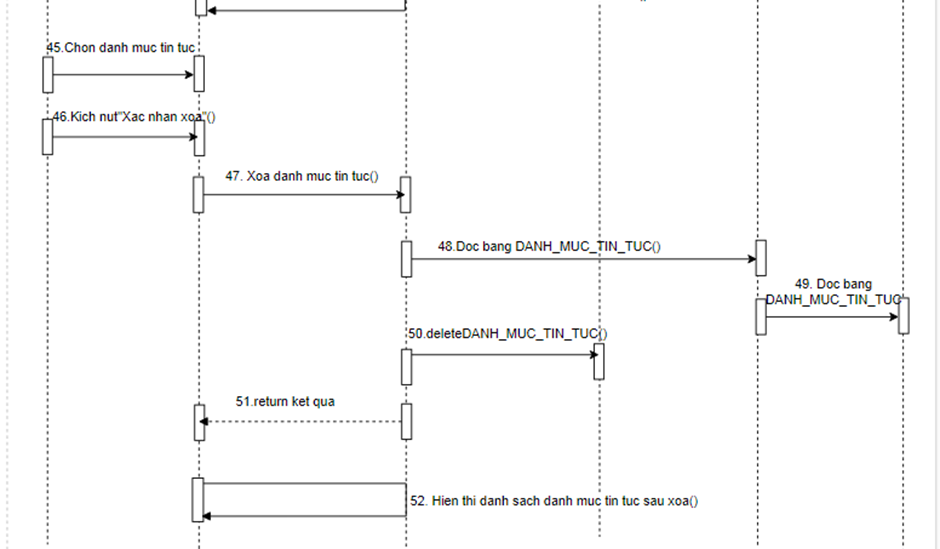 45.Chon danh muc tin tuc
46.Kich nut"Xac nhan xoa"()
47. Xoa danh muc tin tuc()
48.Doc bang DANH_MUC_TIN_TUC()
49. Doc bang
DANH_MUC_TIN_TUC
50.deleteDANH_MUC_TIN_TUC()
51.return ket qua
52. Hien thi danh sach danh muc tin tuc sau xoa()